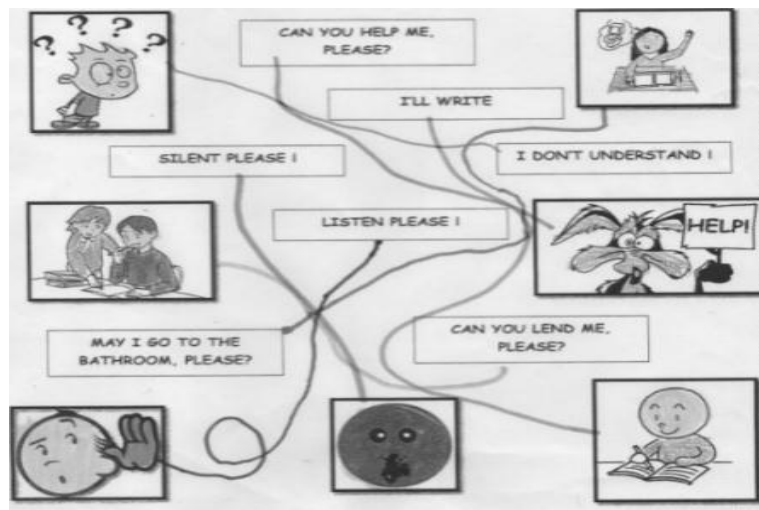 ? ? ? ?
CAN YOU HELP ME,
PLEASE?
I'LL WRITE
SILENT PLEASE !
I DON'T UNDERSTAND !
LISTEN PLEASE !
HELP!
MAY I GO TO THE
BATHROOM, PLEASE?
CAN YOU LEND ME,
PLEASE?